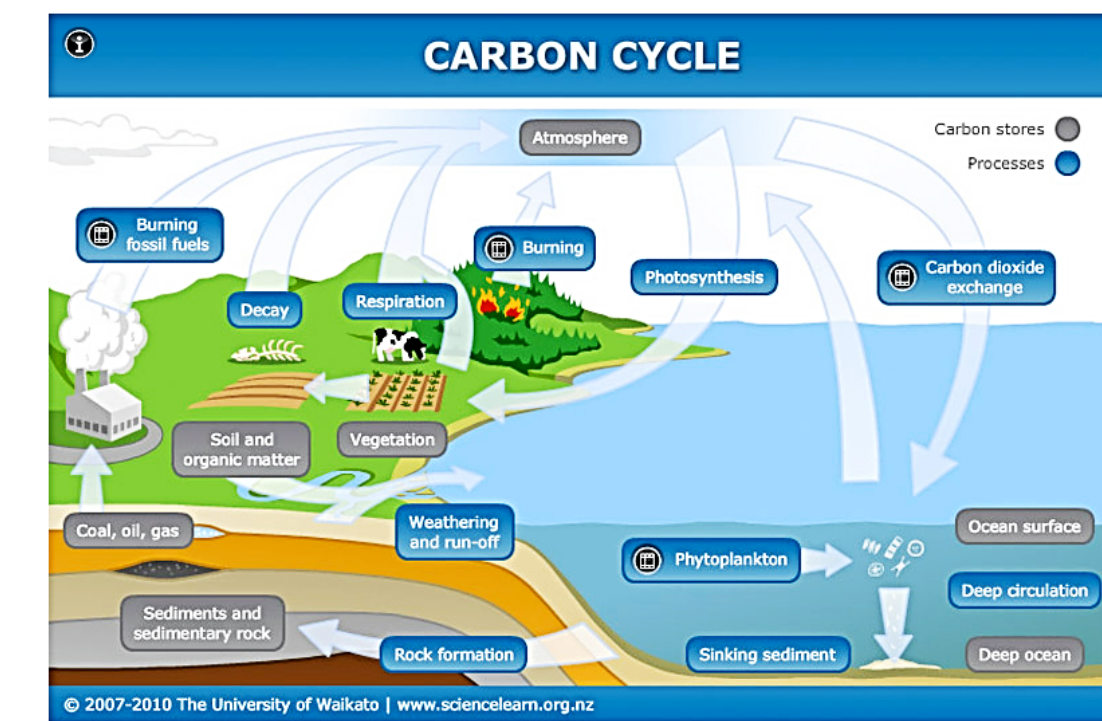 CARBON CYCLE
Atmosphere
Carbon stores
Processes
Burning
fossil fuels
Burning
Photosynthesis
Carbon dioxide
exchange
Decay
Respiration
Soil and
organic matter
Vegetation
Coal, oil, gas
Weathering
and run-off
Ocean surface
Phytoplankton
Deep circulation
Sediments and
sedimentary rock
Rock formation
Sinking sediment
Deep ocean
© 2007-2010 The University of Waikato | www.sciencelearn.org.nz